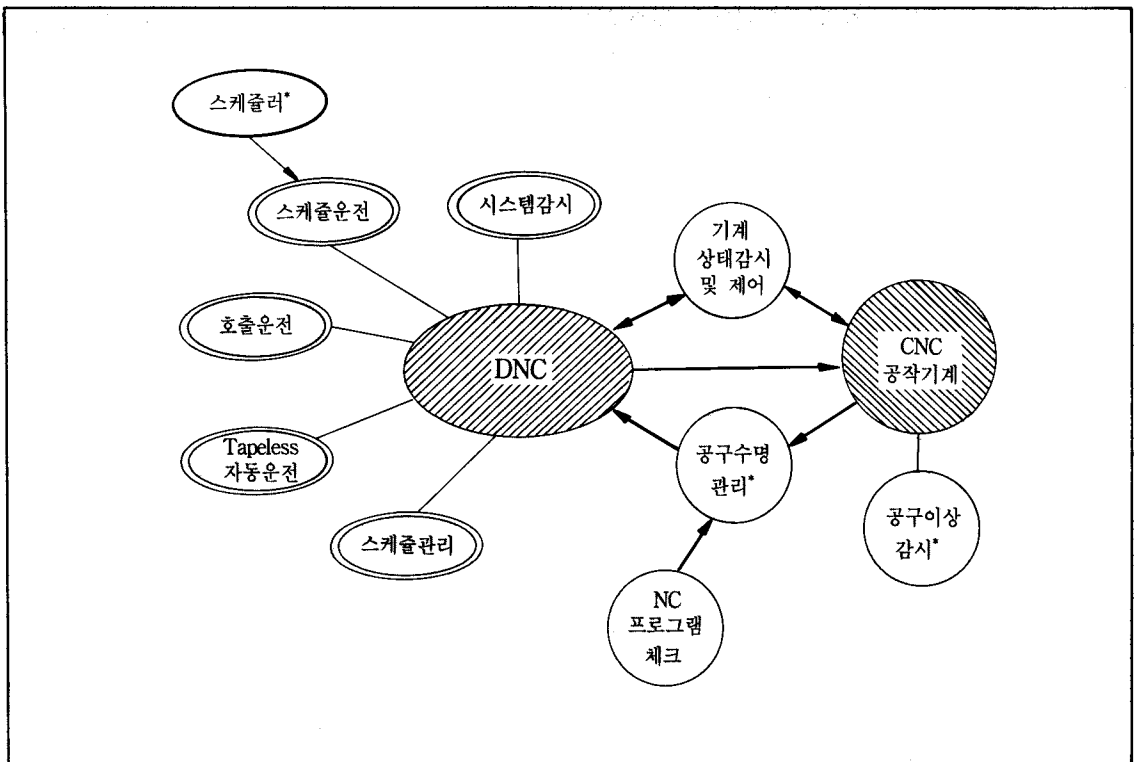 스케쥴러*
스케쥴운전
시스템감시
기계
상태감시
및 제어
호출운전
DNC
CNC
공작기계
Tapeless
자동운전
공구수명
관리*
스케쥴관리
공구이상
감시*
NC
프로그램
체크